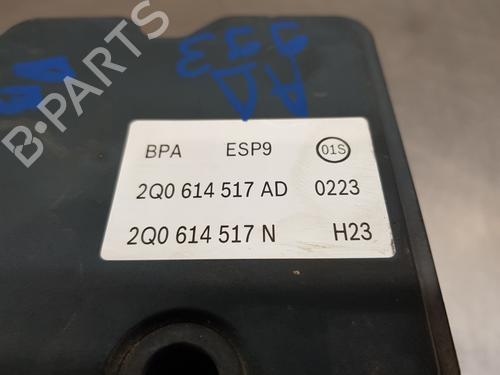 B-PARTS
BPA ESP9 01S
2Q0 614 517 AD 0223
2Q0 614 517 N H23